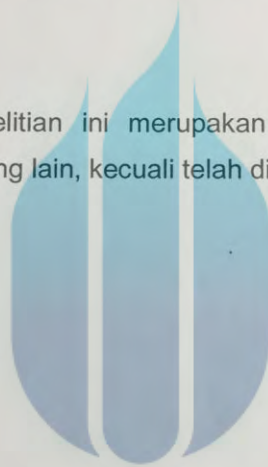 elitian ini merupakan
ng lain, kecuali telah di